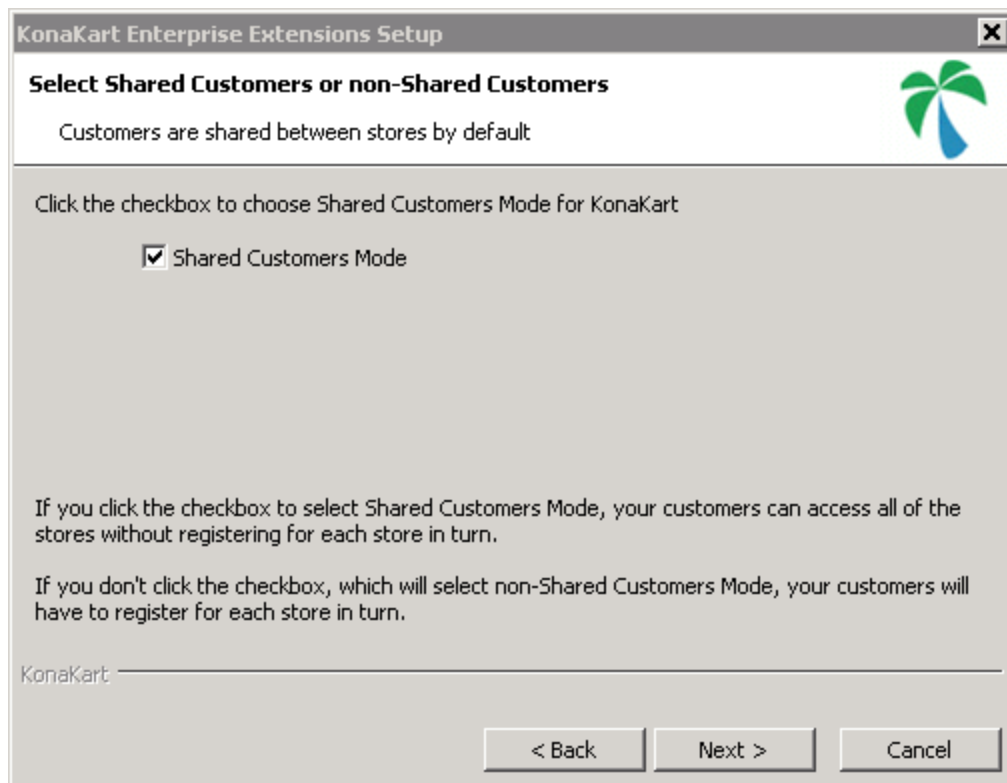 KonaKart Enterprise Extensions Setup
Select Shared Customers or non-Shared Customers
Customers are shared between stores by default
Click the checkbox to choose Shared Customers Mode for KonaKart
Shared Customers Mode
If you click the checkbox to select Shared Customers Mode, your customers can access all of the
stores without registering for each store in turn.
If you don't click the checkbox, which will select non-Shared Customers Mode, your customers will
have to register for each store in turn.
KonaKart
< Back
Next >
Cancel